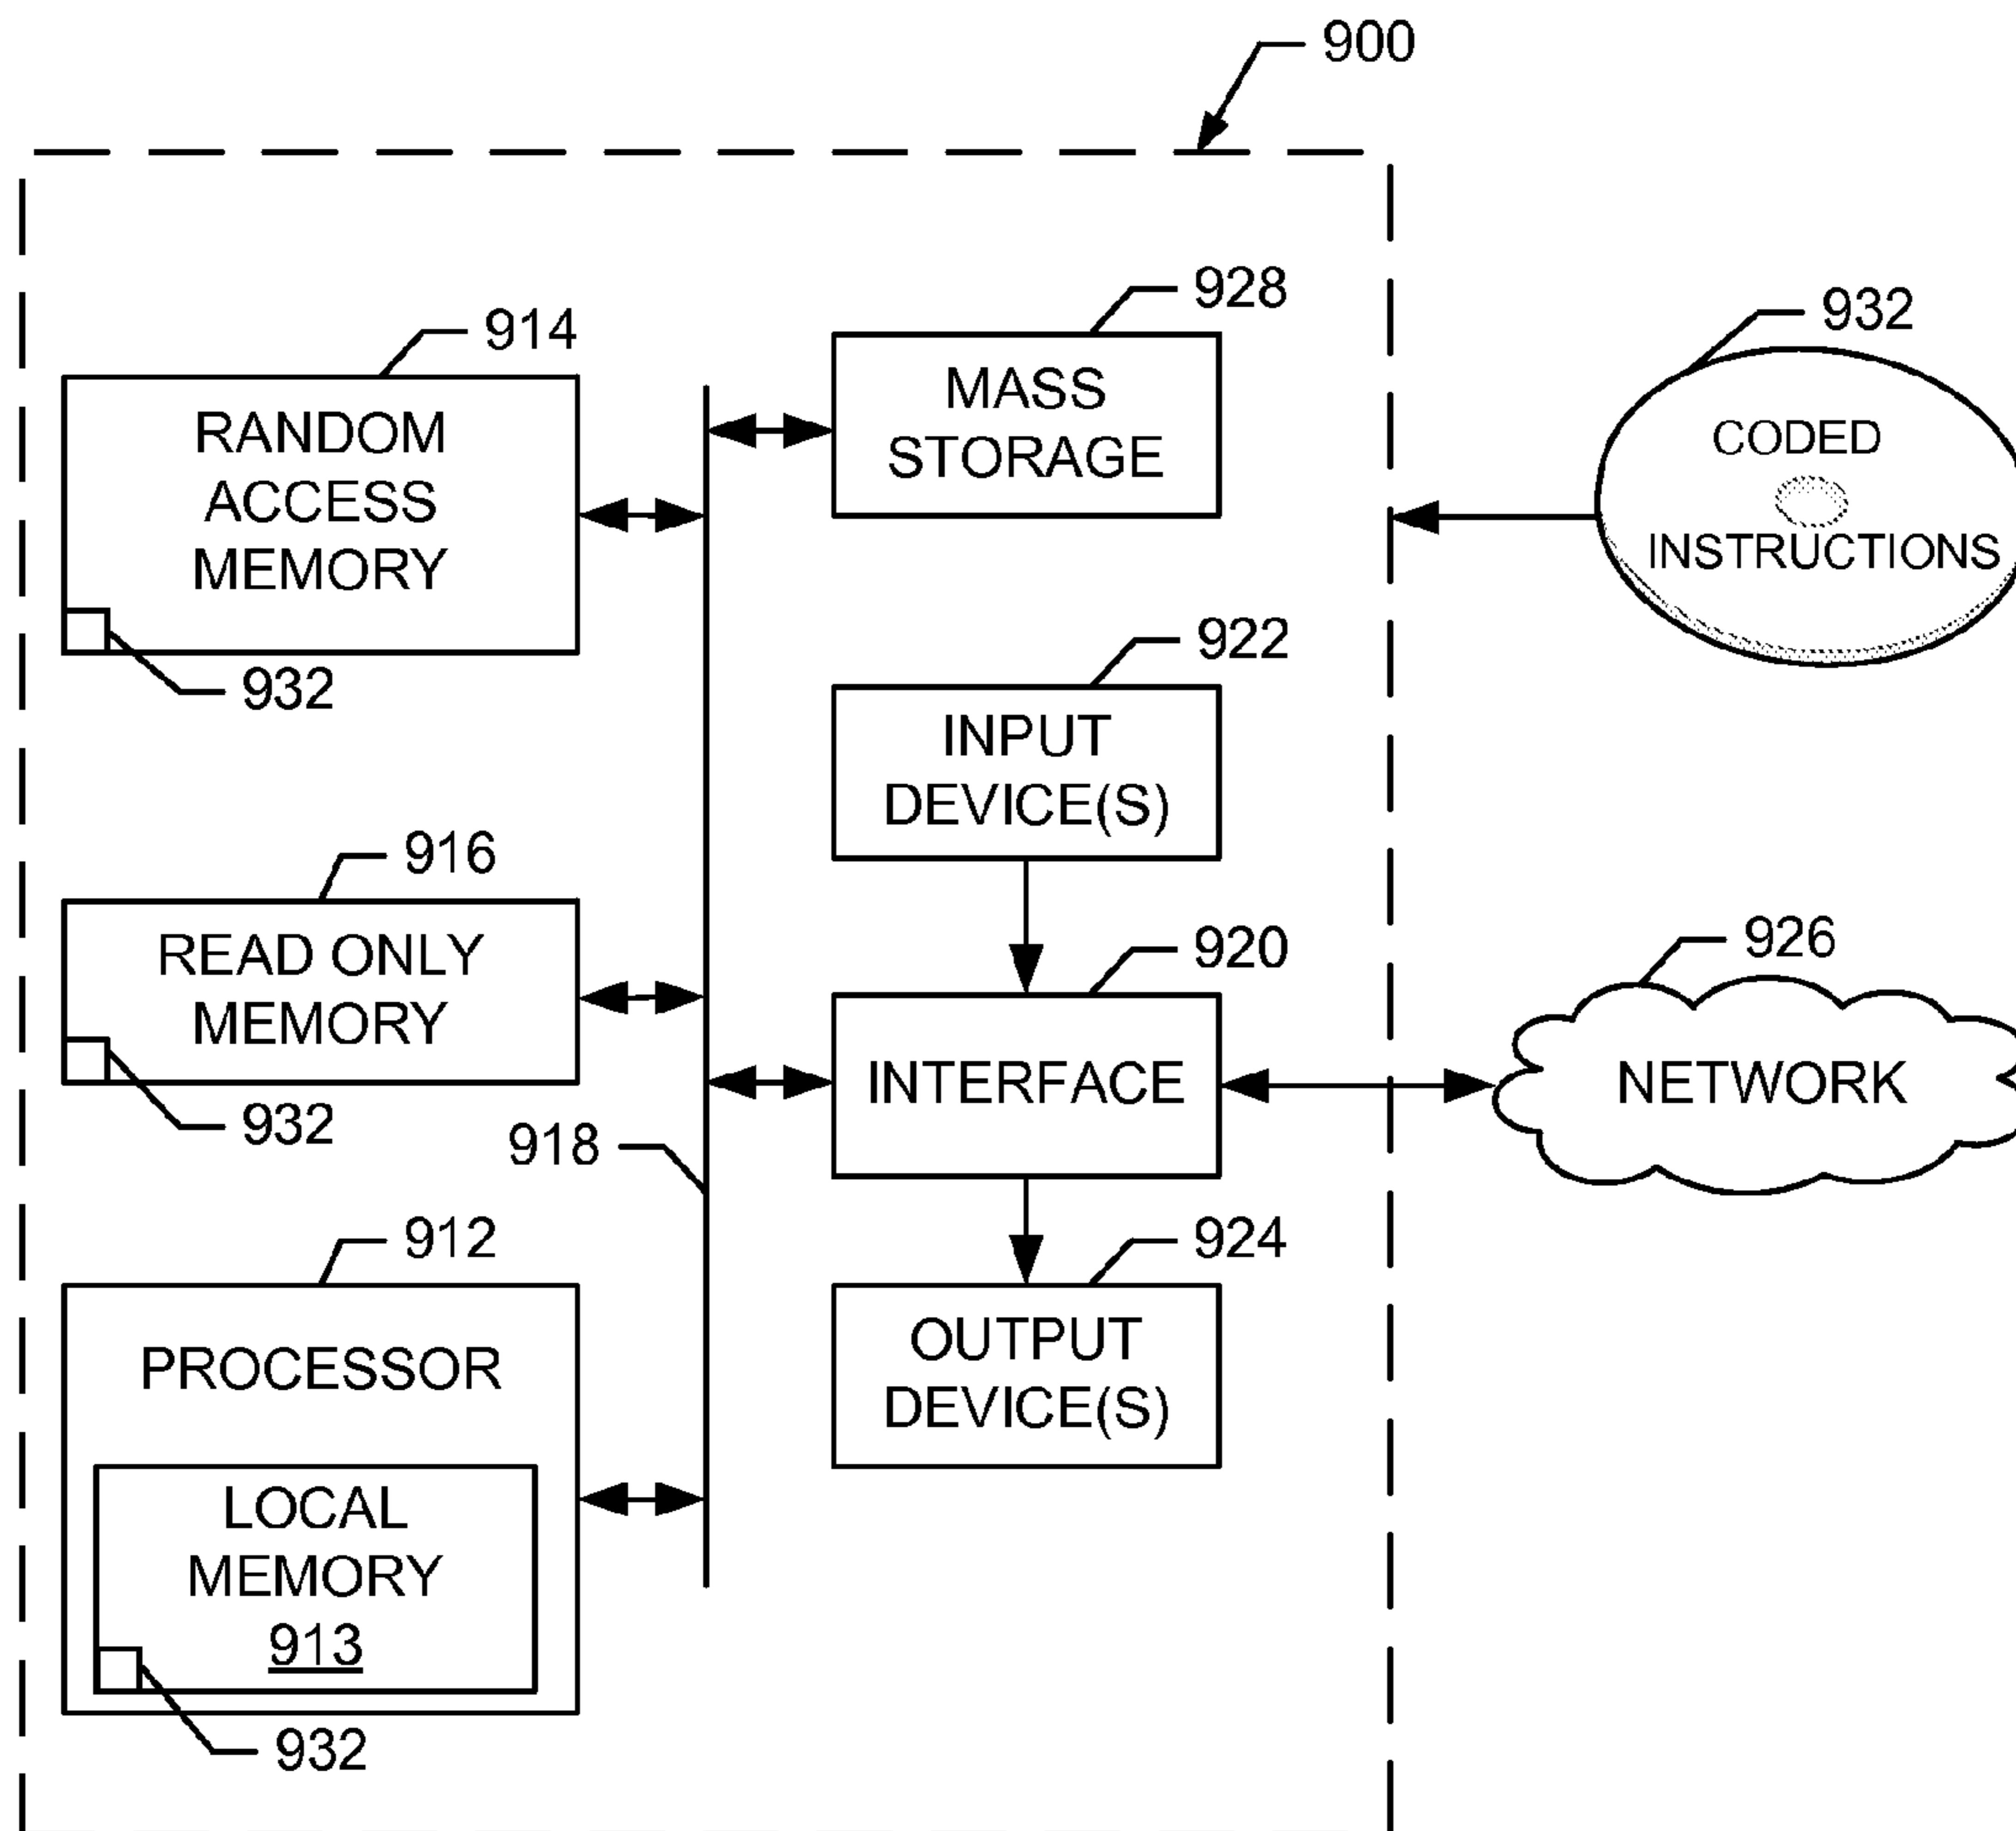 900
928
MASS
STORAGE
914
RANDOM
ACCESS
MEMORY
932
932
CODED
INSTRUCTIONS
922
INPUT
DEVICE(S)
916
READ ONLY
MEMORY
932
920
INTERFACE
926
NETWORK
918
912
PROCESSOR
LOCAL
MEMORY
913
932
924
OUTPUT
DEVICE(S)